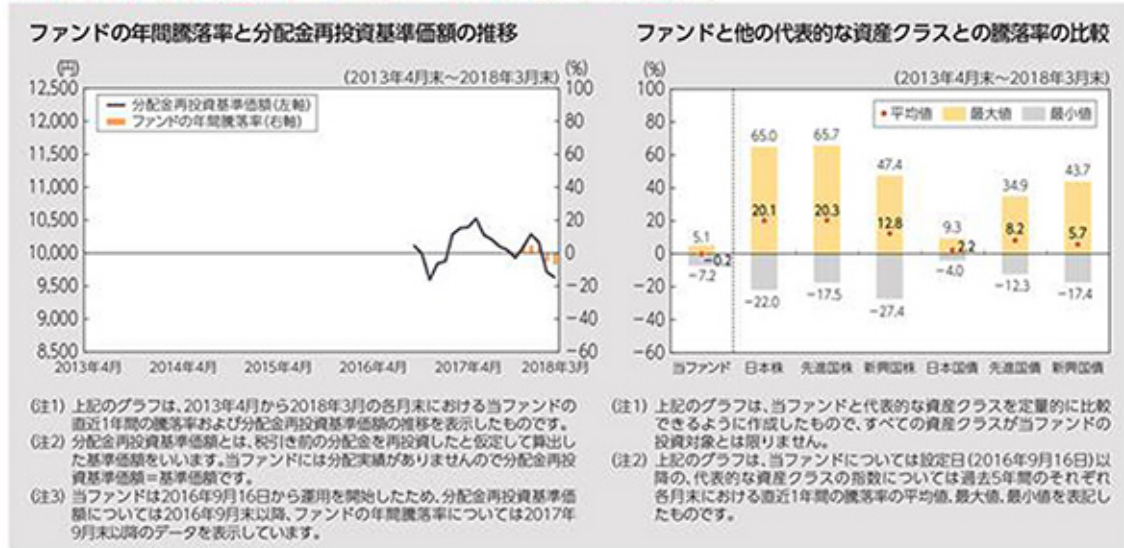 ファンドの年間騰落率と分配金再投資基準価額の推移
(円)
(2013年4月末~2018年3月末)
(%)
分配金再投資基準価額(左軸)
ファンドの年間騰落率(右軸)
12,500
12,000
11,500
11,000
10,500
10,000
9,500
9,000
8,500
100
80
60
40
20
0
−20
−40
−60
2013年4月 2014年4月 2015年4月 2016年4月 2017年4月 2018年3月
(注1) 上記のグラフは、2013年4月から2018年3月の各月末における当ファンドの
直近1年間の騰落率および分配金再投資基準価額の推移を表示したものです。
(注2) 分配金再投資基準価額とは、税引き前の分配金を再投資したと仮定して算出し
た基準価額をいいます。当ファンドには分配実績がありませんので分配金再投
資基準価額=基準価額です。
(注3) 当ファンドは2016年9月16日から運用を開始したため、分配金再投資基準価
額については2016年9月末以降、ファンドの年間騰落率については2017年
9月末以降のデータを表示しています。
ファンドと他の代表的な資産クラスとの騰落率の比較
(%)
(2013年4月末~2018年3月末)
平均値 最大値 最小値
100
80
60
40
20
0
−20
−40
−60
5.1 65.0 65.7 47.4 9.3 34.9 43.7
−0.2 20.1 20.3 12.8 2.2 8.2 5.7
−7.2 −22.0 −17.5 −27.4 −4.0 −12.3 −17.4
当ファンド 日本株 先進国株 新興国株 日本国債 先進国債 新興国債
(注1) 上記のグラフは、当ファンドと代表的な資産クラスを定量的に比較
できるように作成したもので、すべての資産クラスが当ファンドの
投資対象とは限りません。
(注2) 上記のグラフは、当ファンドについては設定日(2016年9月16日)以
降の、代表的な資産クラスの指数については過去5年間のそれぞれ
各月末における直近1年間の騰落率の平均値、最大値、最小値を表記し
たものです。